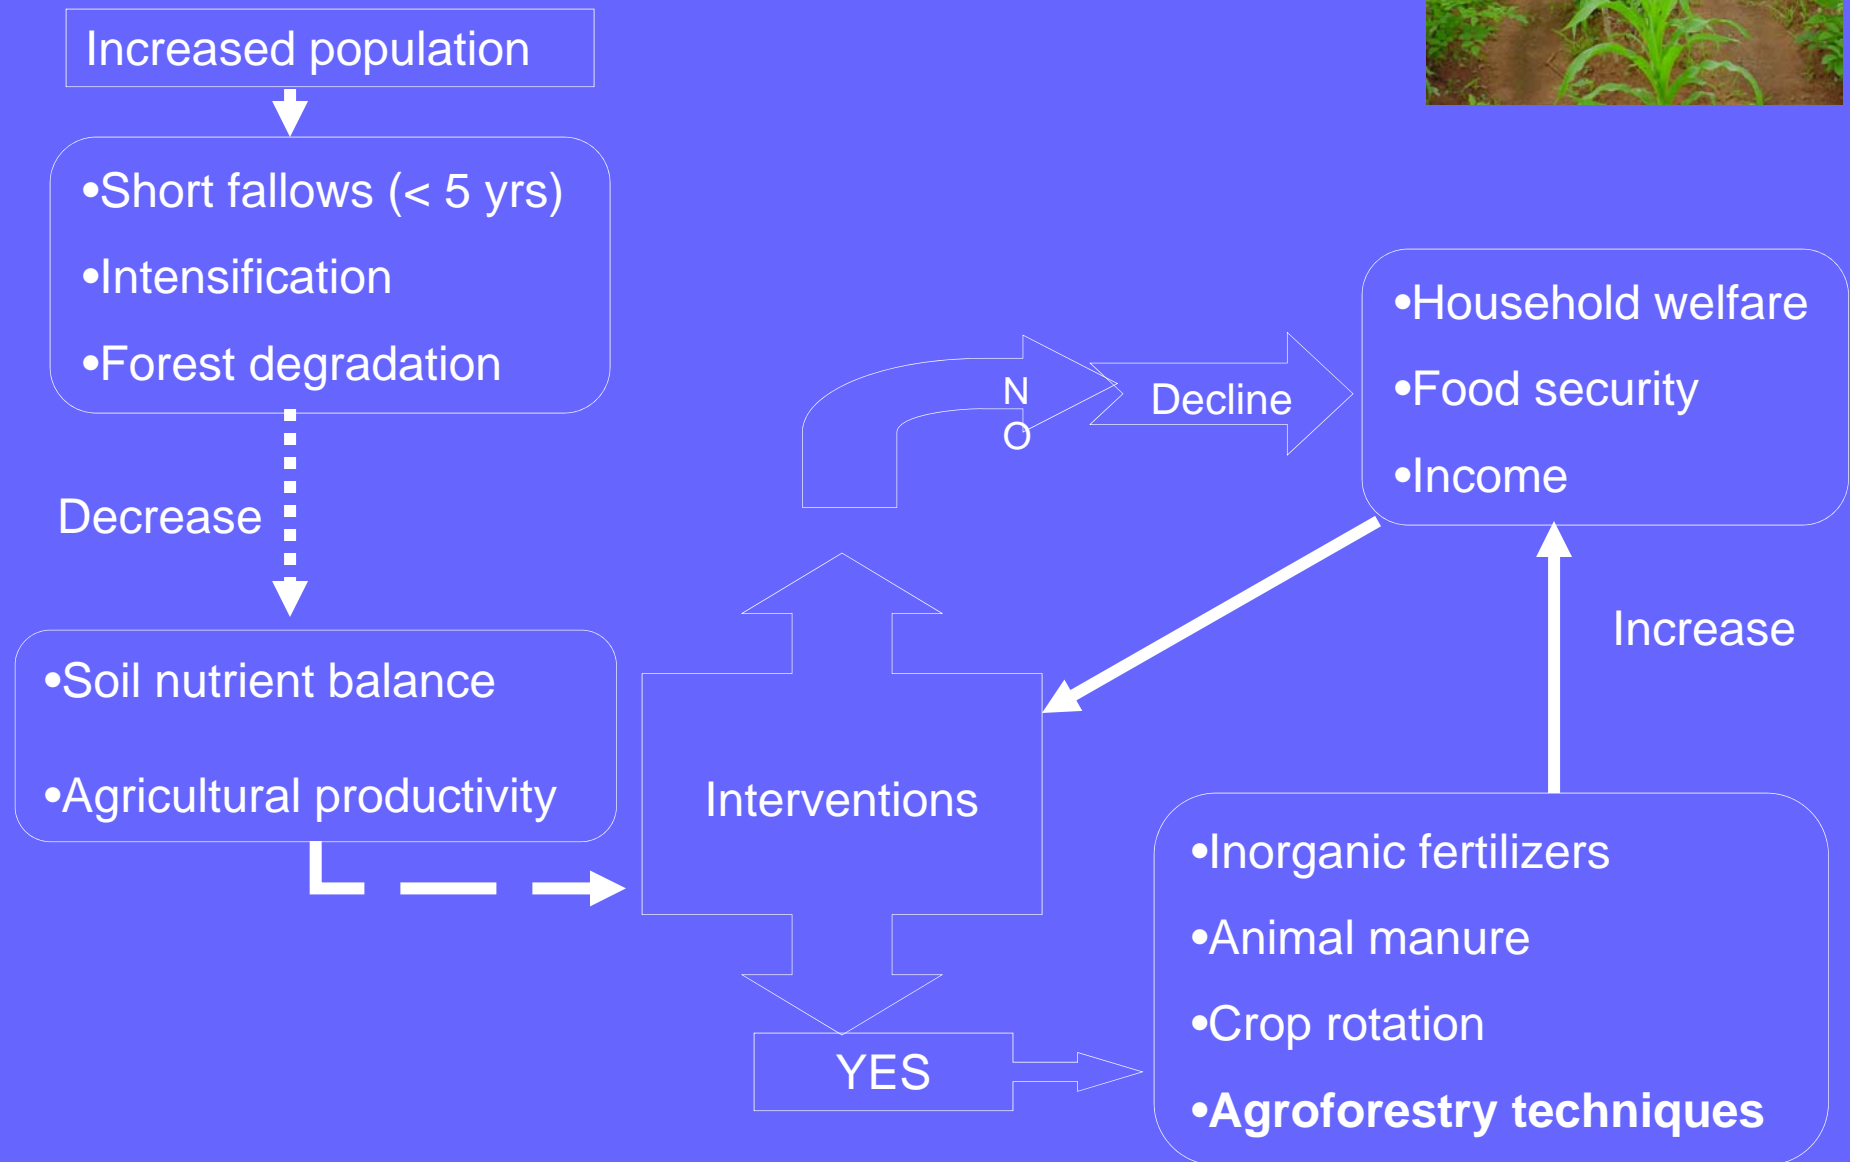 Increased population
•Short fallows (< 5 yrs)
•Intensification
•Forest degradation
Decrease
•Soil nutrient balance
•Agricultural productivity
Interventions
N
O
Decline
•Household welfare
•Food security
•Income
Increase
YES
•Inorganic fertilizers
•Animal manure
•Crop rotation
•Agroforestry techniques